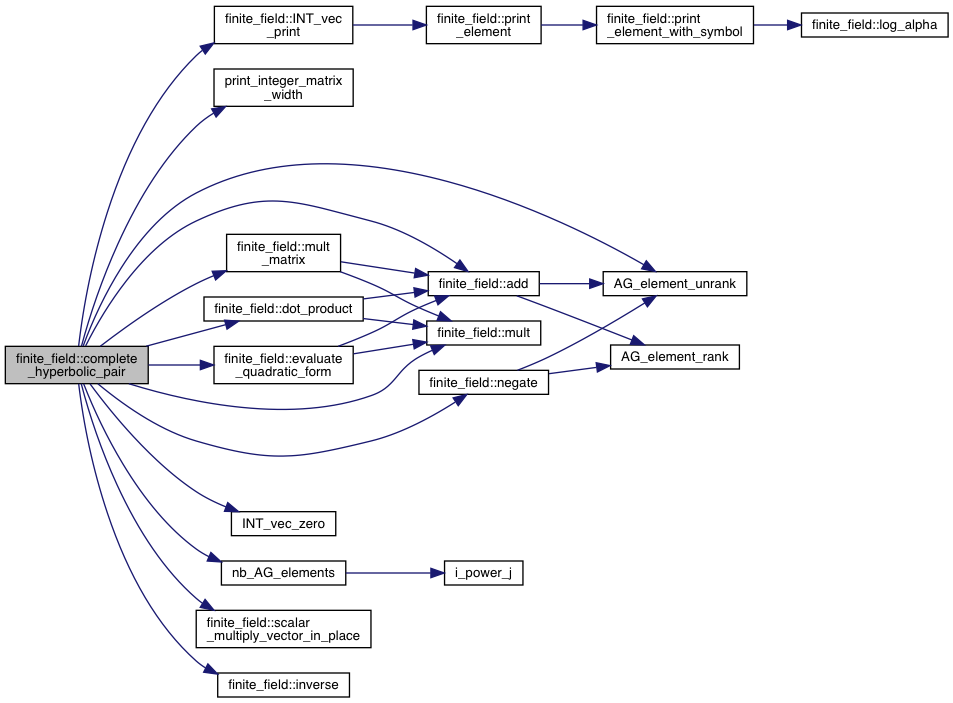 finite_field::INT_vec
_print
finite_field::print
_element
finite_field::print
_element_with_symbol
finite_field::log_alpha
print_integer_matrix
_width
finite_field::mult
_matrix
finite_field::add
AG_element_unrank
finite_field::dot_product
finite_field::mult
AG_element_rank
finite_field::complete
_hyperbolic_pair
finite_field::evaluate
_quadratic_form
finite_field::negate
INT_vec_zero
nb_AG_elements
i_power_j
finite_field::scalar
_multiply_vector_in_place
finite_field::inverse